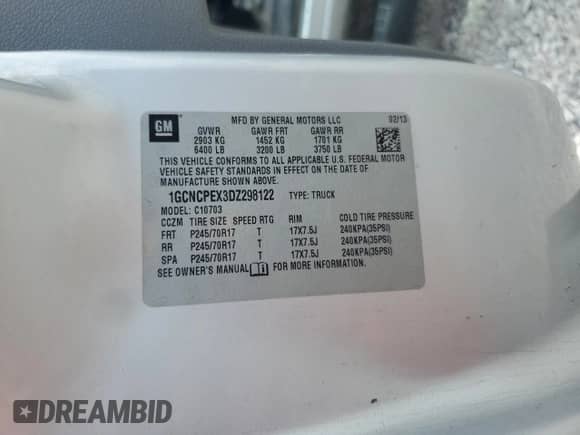 GM
MFD BY GENERAL MOTORS LLC 02/13
GVWR GAWR FRT GAWR RR
2903 KG 1452 KG 1701 KG
6400 LB 3200 LB 3750 LB
THIS VEHICLE CONFORMS TO ALL APPLICABLE U.S. FEDERAL MOTOR
VEHICLE SAFETY STANDARDS IN EFFECT ON THE DATE OF
MANUFACTURE SHOWN ABOVE.
1GCNCPEX3DZ298122 TYPE: TRUCK
MODEL: C10703
CCZM TIRE SIZE SPEED RTG RIM COLD TIRE PRESSURE
FRT P245/70R17 T 17X7.5J 240KPA(35PSI)
RR P245/70R17 T 17X7.5J 240KPA(35PSI)
SPA P245/70R17 T 17X7.5J 240KPA(35PSI)
SEE OWNER'S MANUAL FOR MORE INFORMATION.
DREAMBID